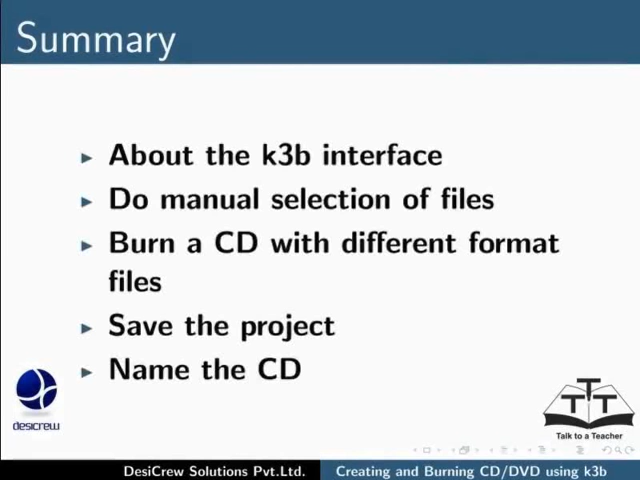 Summary
About the k3b interface
Do manual selection of files
Burn a CD with different format
files
Save the project
Name the CD
desicrew
TTT
Talk to a Teacher
DesiCrew Solutions Pvt.Ltd. Creating and Burning CD/DVD using k3b